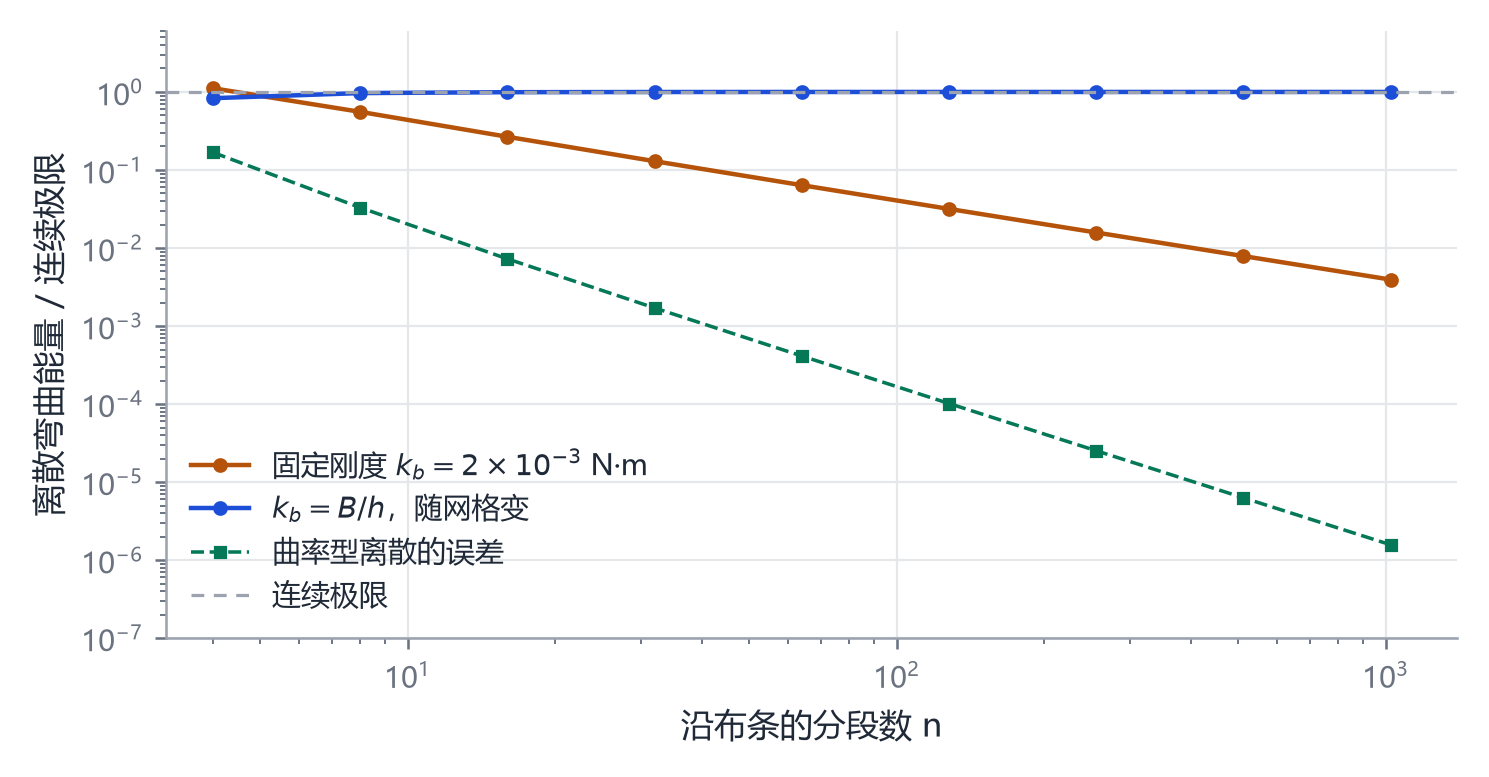 离散弯曲能量 / 连续极限
10⁰
10⁻¹
10⁻²
10⁻³
10⁻⁴
10⁻⁵
10⁻⁶
10⁻⁷
固定刚度 k_b = 2 × 10⁻³ N·m
k_b = B/h，随网格变
曲率型离散的误差
连续极限
10¹ 10² 10³
沿布条的分段数 n